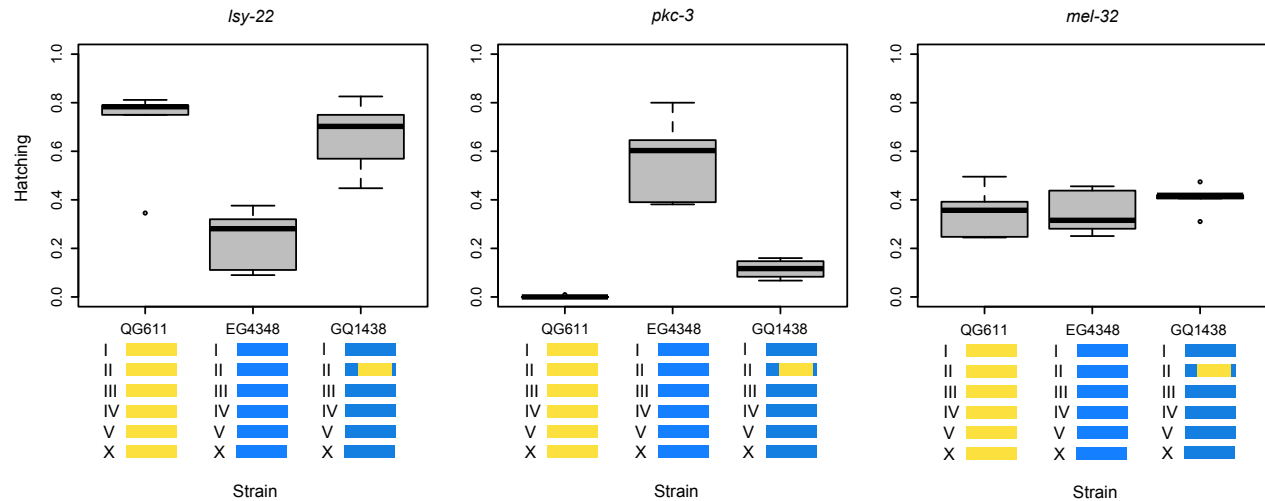 lsy-22
pkc-3
mel-32
Hatching
0.0 0.2 0.4 0.6 0.8 1.0
0.0 0.2 0.4 0.6 0.8 1.0
0.0 0.2 0.4 0.6 0.8 1.0
QG611 EG4348 GQ1438
QG611 EG4348 GQ1438
QG611 EG4348 GQ1438
I I I I I I I I I
II II II II II II II II II
III III III III III III III III III
IV IV IV IV IV IV IV IV IV
V V V V V V V V V
X X X X X X X X X
Strain
Strain
Strain